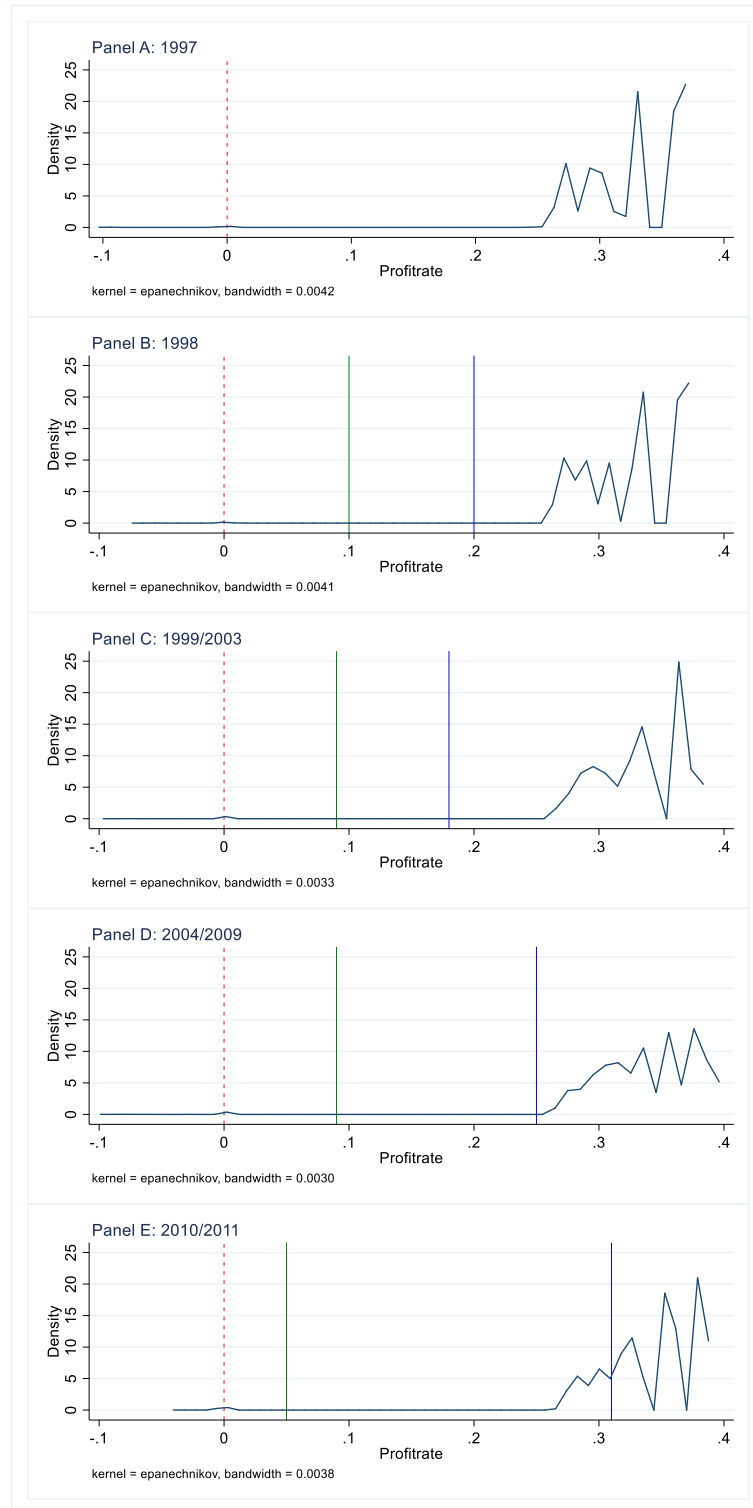 Panel A: 1997
25
20
15
10
5
0
Density
-.1 0 .1 .2 .3 .4
Profitrate
kernel = epanechnikov, bandwidth = 0.0042
Panel B: 1998
25
20
15
10
5
0
Density
-.1 0 .1 .2 .3 .4
Profitrate
kernel = epanechnikov, bandwidth = 0.0041
Panel C: 1999/2003
25
20
15
10
5
0
Density
-.1 0 .1 .2 .3 .4
Profitrate
kernel = epanechnikov, bandwidth = 0.0033
Panel D: 2004/2009
25
20
15
10
5
0
Density
-.1 0 .1 .2 .3 .4
Profitrate
kernel = epanechnikov, bandwidth = 0.0030
Panel E: 2010/2011
25
20
15
10
5
0
Density
-.1 0 .1 .2 .3 .4
Profitrate
kernel = epanechnikov, bandwidth = 0.0038